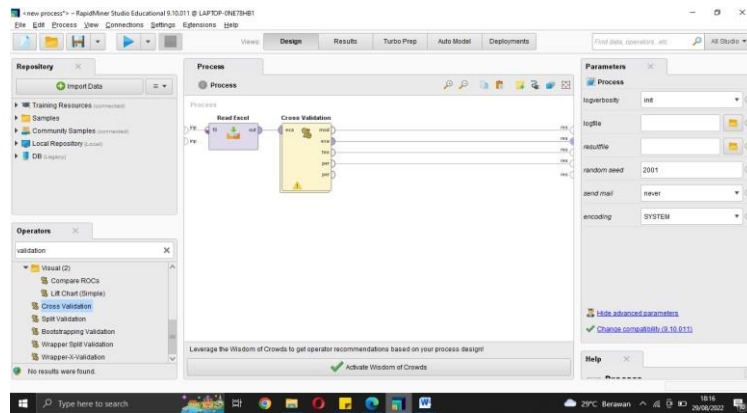 <new process*> – RapidMiner Studio Educational 9.10.011 @ LAPTOP-0NE78HB1
File Edit Process View Connections Settings Extensions Help
Views: Design Results Turbo Prep Auto Model Deployments
Find data, operators...etc All Studio
Repository
Import Data
Training Resources (connected)
Samples
Community Samples (connected)
Local Repository (Local)
DB (Legacy)
Operators
validation
Visual (2)
Compare ROCs
Lift Chart (Simple)
Cross Validation
Split Validation
Bootstrapping Validation
Wrapper Split Validation
Wrapper-X-Validation
No results were found.
Process
Process
Process
Read Excel
Cross Validation
inp
fil
out
exa
mod
res
inp
exa
res
tes
res
per
res
per
res
Leverage the Wisdom of Crowds to get operator recommendations based on your process design!
Activate Wisdom of Crowds
Parameters
Process
logverbosity init
logfile
resultfile
random seed 2001
send mail never
encoding SYSTEM
Hide advanced parameters
Change compatibility (9.10.011)
Help
Type here to search
29°C Berawan
18:16
29/08/2022